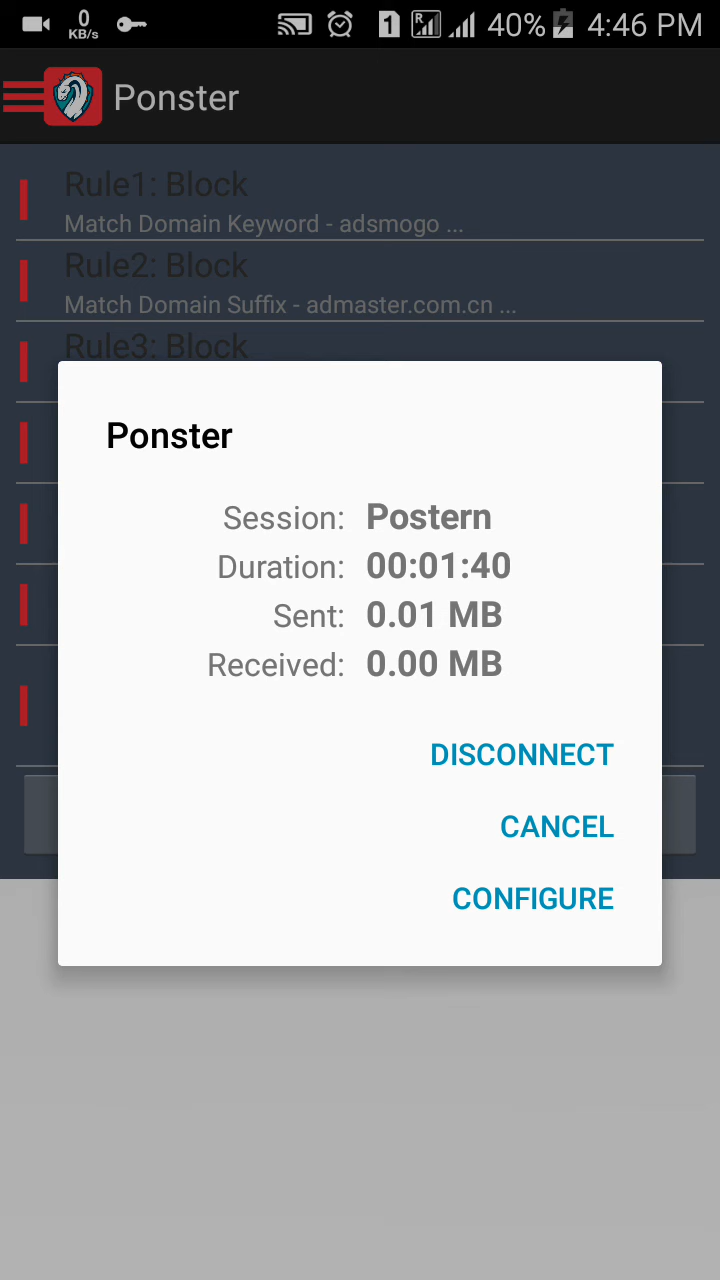 0
KB/s
1
R
40%
4:46 PM
Ponster
Rule1: Block
Match Domain Keyword - adsmogo ...
Rule2: Block
Match Domain Suffix - admaster.com.cn ...
Rule3: Block
Ponster
Session: Postern
Duration: 00:01:40
Sent: 0.01 MB
Received: 0.00 MB
DISCONNECT
CANCEL
CONFIGURE